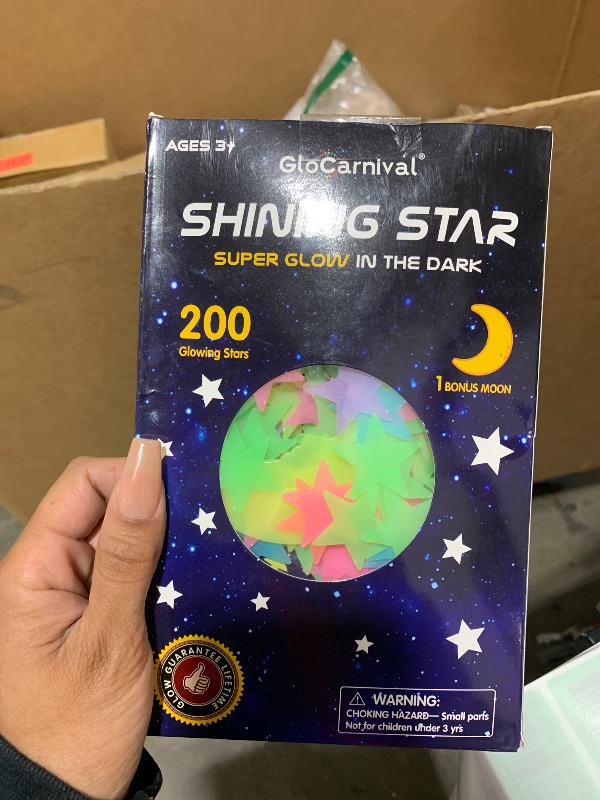 AGES 3+
GloCarnival®
SHINING STAR
SUPER GLOW IN THE DARK
200
Glowing Stars
1 BONUS MOON
GLOW GUARANTEE LIFETIME
⚠ WARNING:
CHOKING HAZARD— Small parts
Not for children under 3 yrs